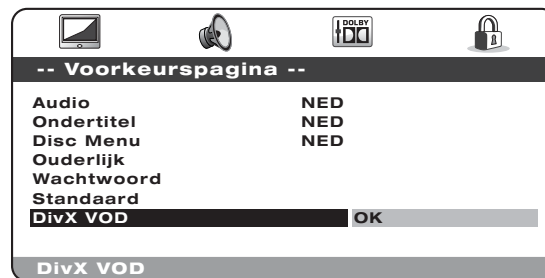 DOLBY
-- Voorkeurspagina --
Audio NED
Ondertitel NED
Disc Menu NED
Ouderlijk
Wachtwoord
Standaard
DivX VOD OK
DivX VOD